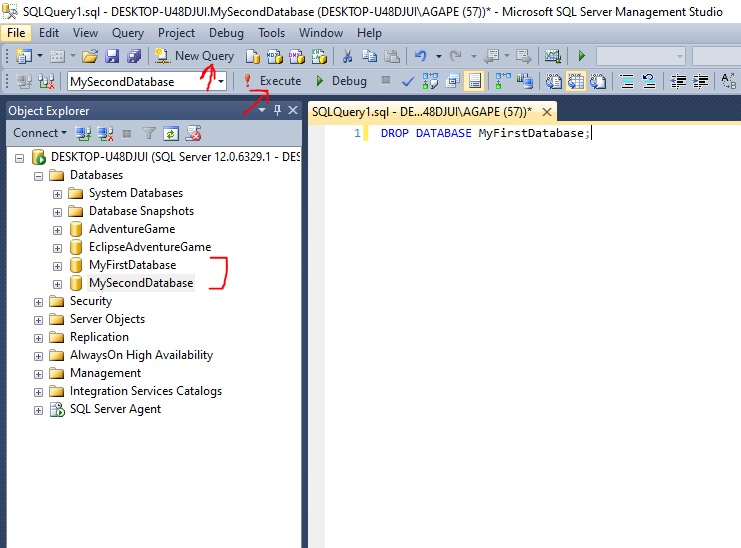 SQLQuery1.sql - DESKTOP-U48DJUI.MySecondDatabase (DESKTOP-U48DJUI\AGAPE (57))* - Microsoft SQL Server Management Studio
File Edit View Query Project Debug Tools Window Help
New Query
MySecondDatabase Execute Debug
Object Explorer
SQLQuery1.sql - DE...48DJUI\AGAPE (57))*
Connect
1 DROP DATABASE MyFirstDatabase;
DESKTOP-U48DJUI (SQL Server 12.0.6329.1 - DES
Databases
System Databases
Database Snapshots
AdventureGame
EclipseAdventureGame
MyFirstDatabase
MySecondDatabase
Security
Server Objects
Replication
AlwaysOn High Availability
Management
Integration Services Catalogs
SQL Server Agent